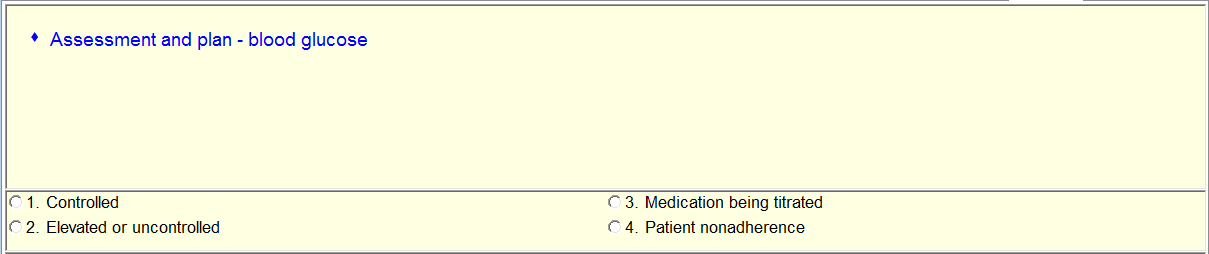 Assessment and plan - blood glucose
1. Controlled
2. Elevated or uncontrolled
3. Medication being titrated
4. Patient nonadherence